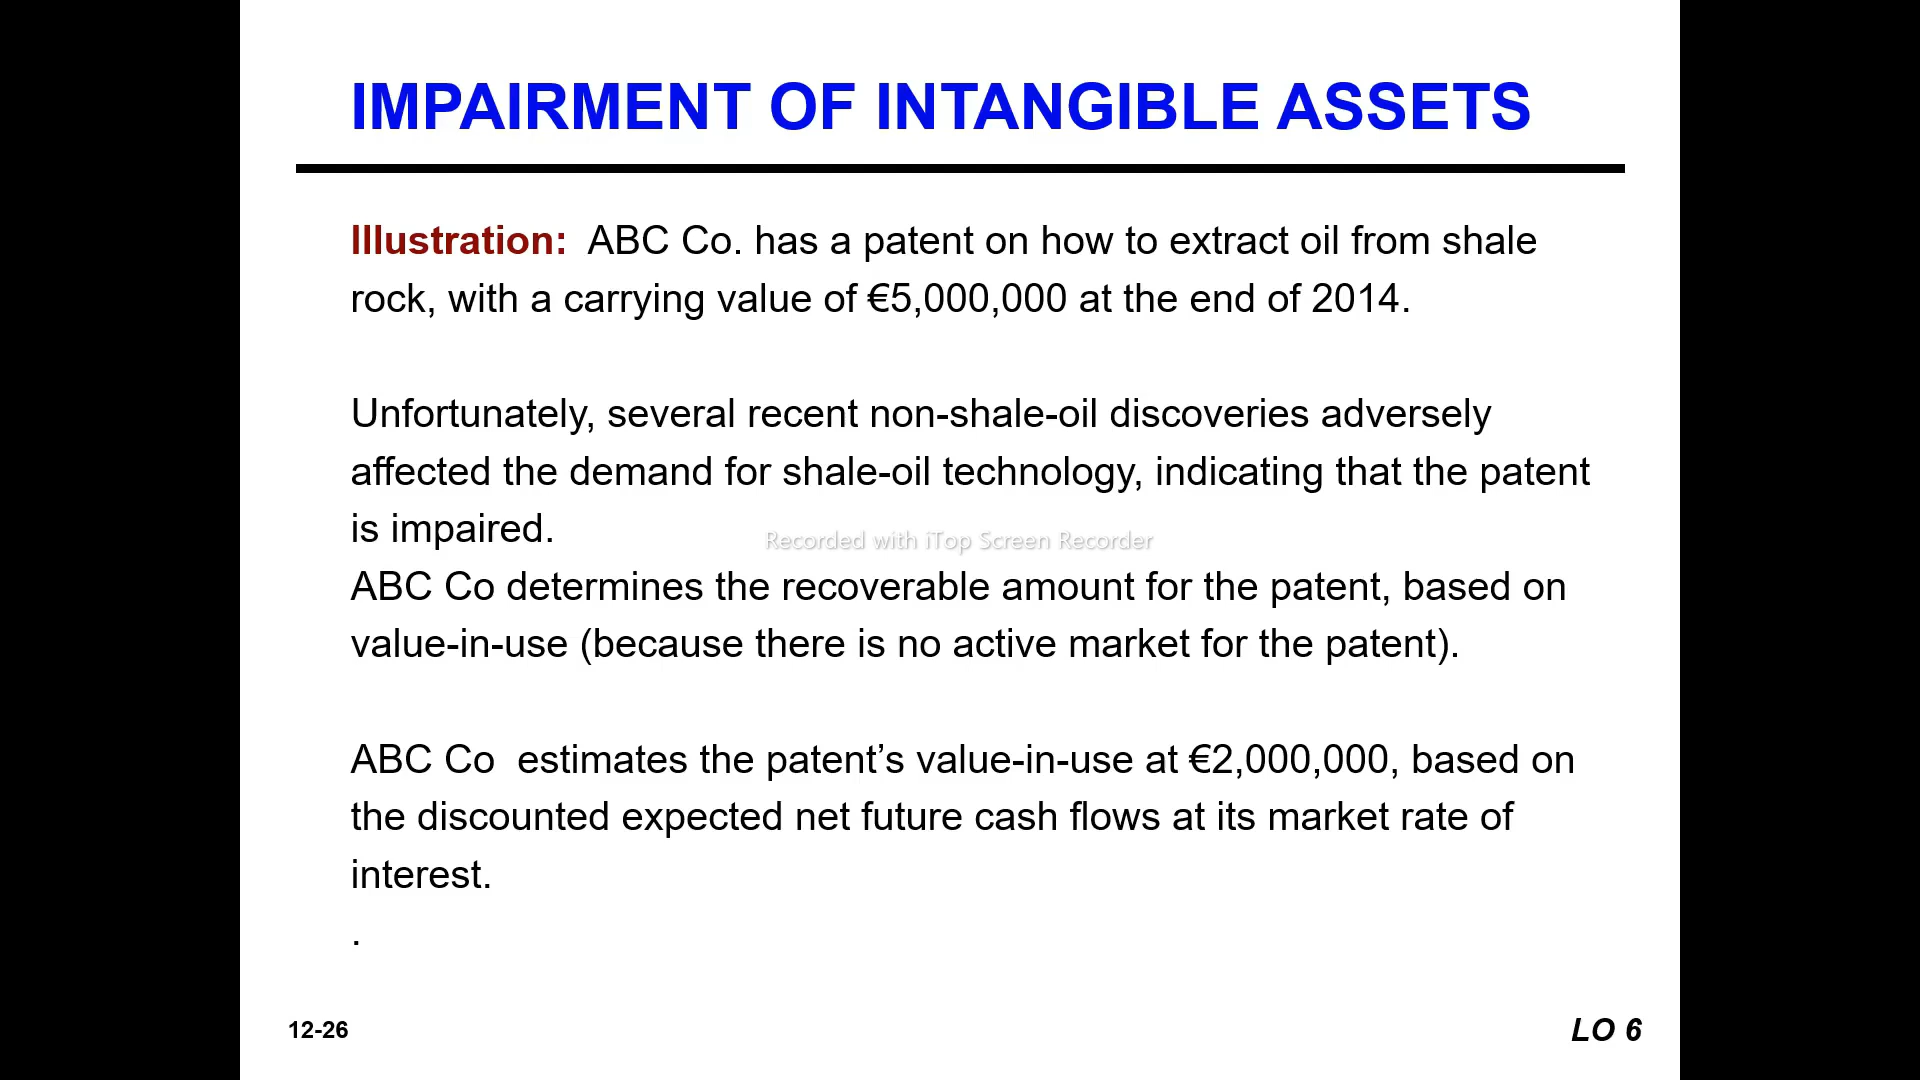 IMPAIRMENT OF INTANGIBLE ASSETS
Illustration: ABC Co. has a patent on how to extract oil from shale
rock, with a carrying value of €5,000,000 at the end of 2014.
Unfortunately, several recent non-shale-oil discoveries adversely
affected the demand for shale-oil technology, indicating that the patent
is impaired.
Recorded with iTop Screen Recorder
ABC Co determines the recoverable amount for the patent, based on
value-in-use (because there is no active market for the patent).
ABC Co estimates the patent’s value-in-use at €2,000,000, based on
the discounted expected net future cash flows at its market rate of
interest.
.
12-26
LO 6